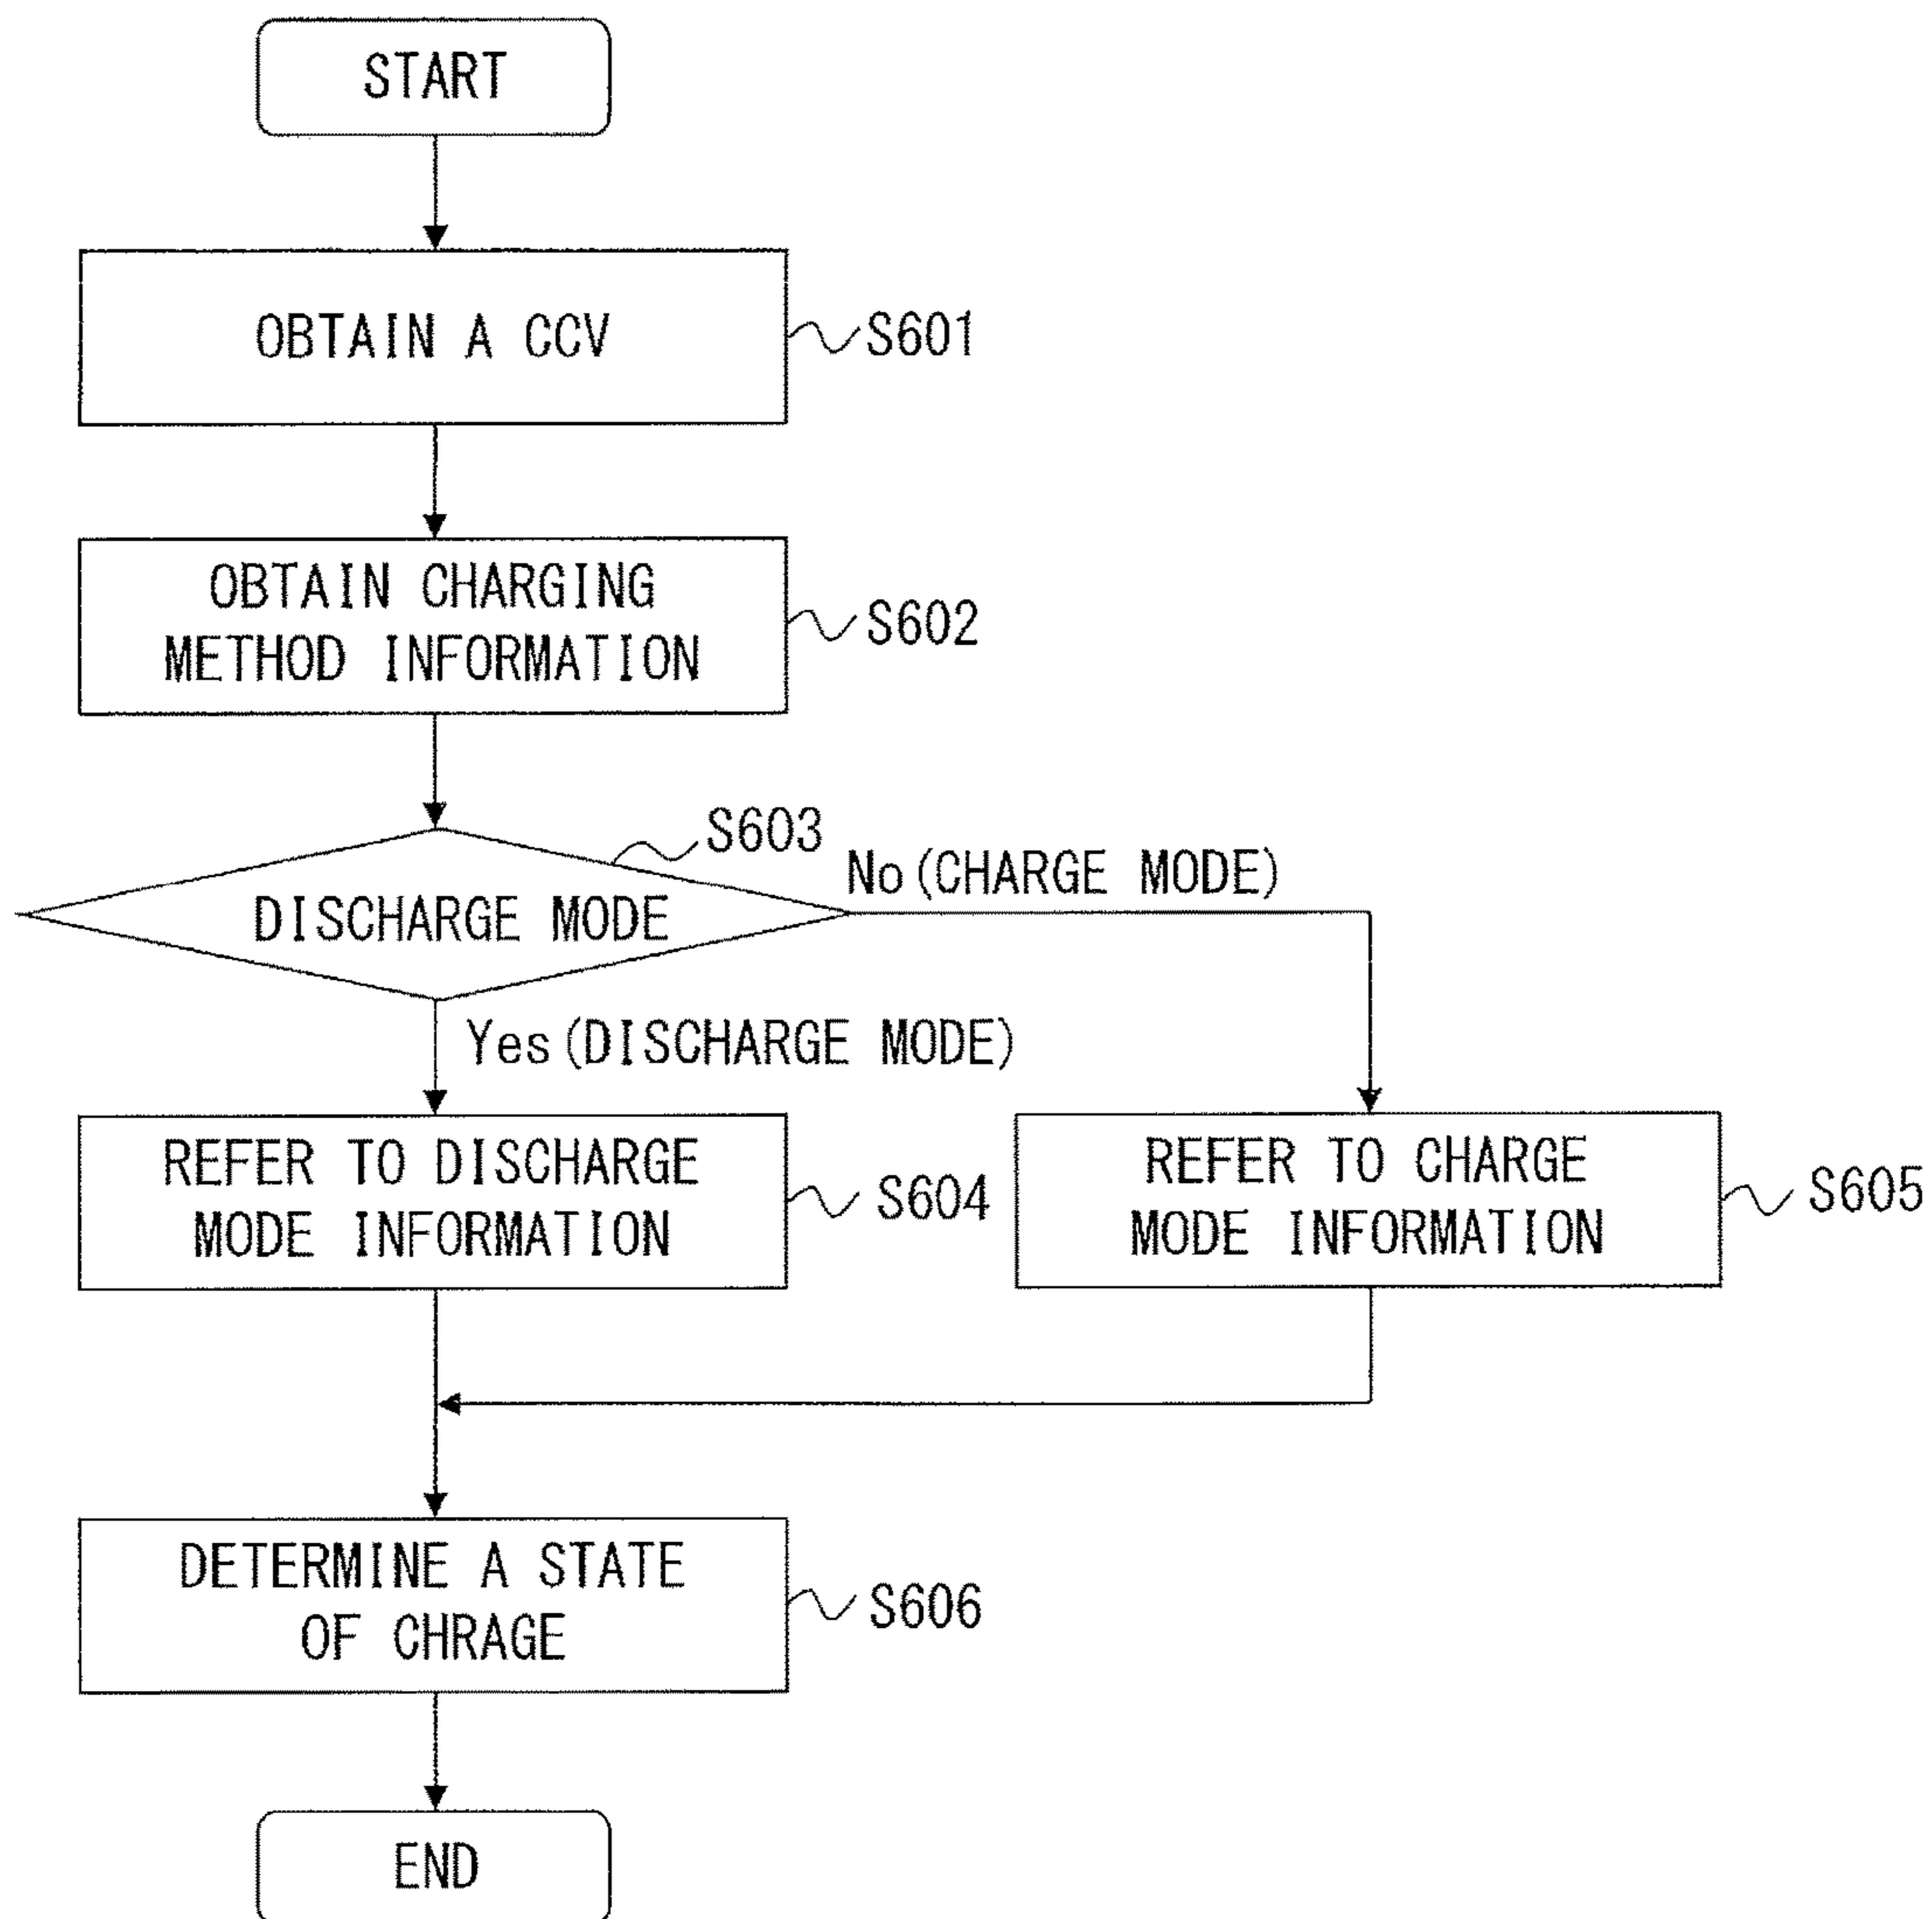 START
OBTAIN A CCV
S601
OBTAIN CHARGING
METHOD INFORMATION
S602
S603
DISCHARGE MODE
No (CHARGE MODE)
Yes (DISCHARGE MODE)
REFER TO DISCHARGE
MODE INFORMATION
S604
REFER TO CHARGE
MODE INFORMATION
S605
DETERMINE A STATE
OF CHRAGE
S606
END